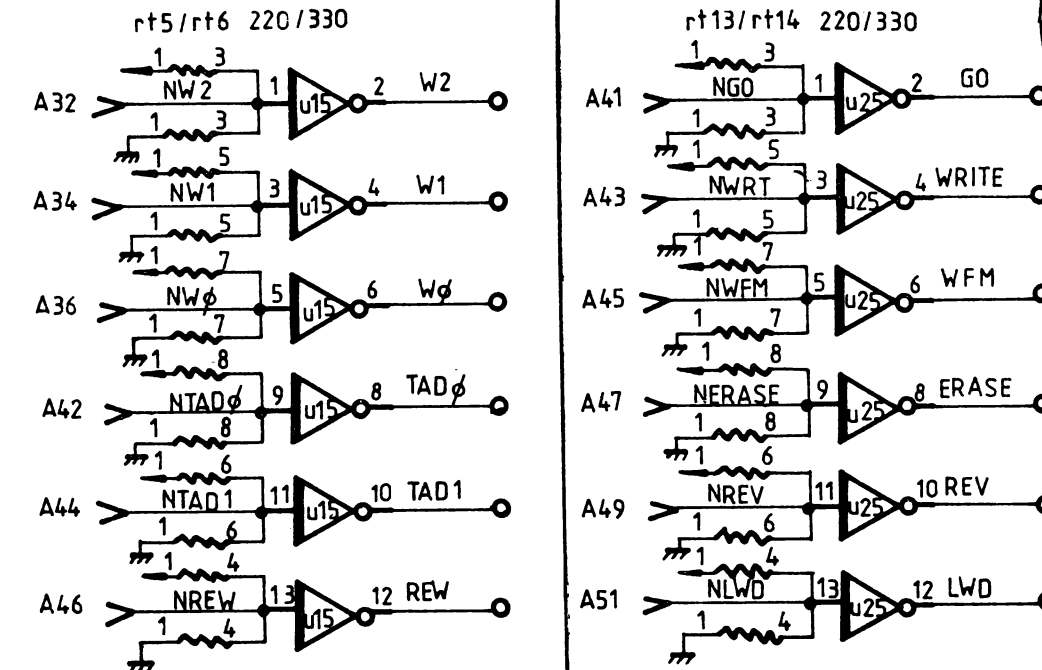 rt5/rt6 220/330
1 3
A32 NW2 1 u15 2 W2
1 3
1 5
A34 NW1 3 u15 4 W1
1 5
1 7
A36 NWϕ 5 u15 6 Wϕ
1 7
1 8
A42 NTADϕ 9 u15 8 TADϕ
1 8
1 6
A44 NTAD1 11 u15 10 TAD1
1 6
1 4
A46 NREW 13 u15 12 REW
1 4
rt13/rt14 220/330
1 3
A41 NGO 1 u25 2 GO
1 3
1 5
A43 NWRT 3 u25 4 WRITE
1 5
1 7
A45 NWFM 5 u25 6 WFM
1 7
1 8
A47 NERASE 9 u25 8 ERASE
1 8
1 6
A49 NREV 11 u25 10 REV
1 6
1 4
A51 NLWD 13 u25 12 LWD
1 4